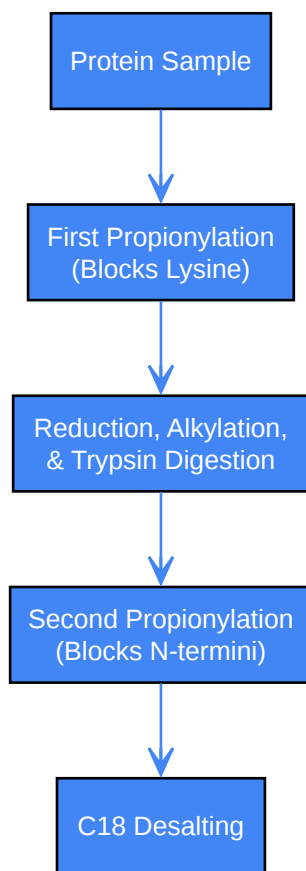 Protein Sample
First Propionylation
(Blocks Lysine)
Reduction, Alkylation,
& Trypsin Digestion
Second Propionylation
(Blocks N-termini)
C18 Desalting